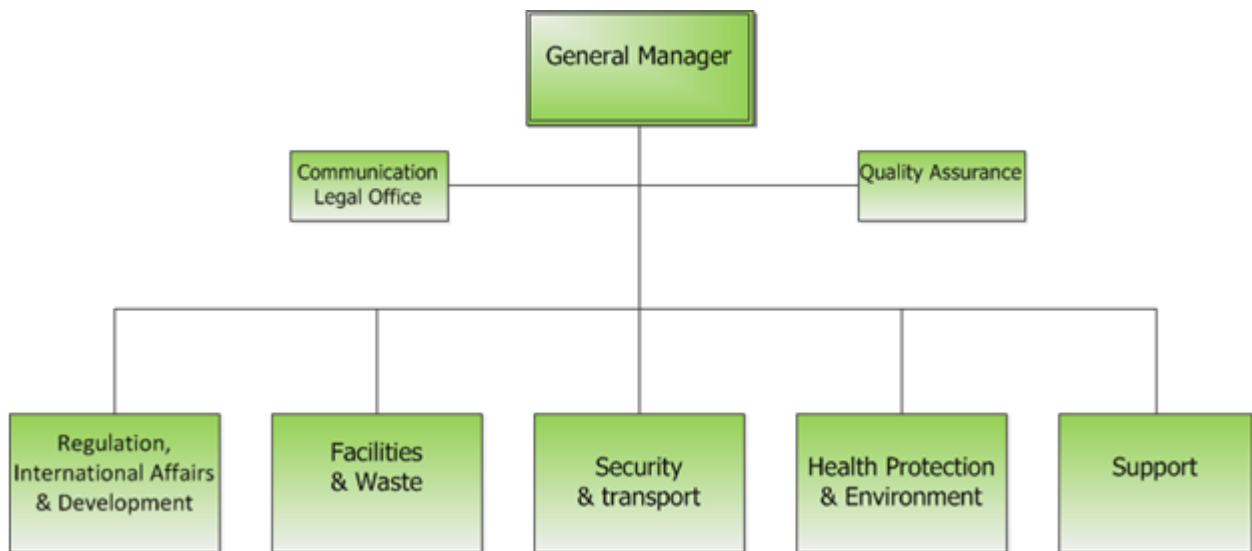 General Manager
Communication
Legal Office
Quality Assurance
Regulation,
International Affairs
& Development
Facilities
& Waste
Security
& transport
Health Protection
& Environment
Support